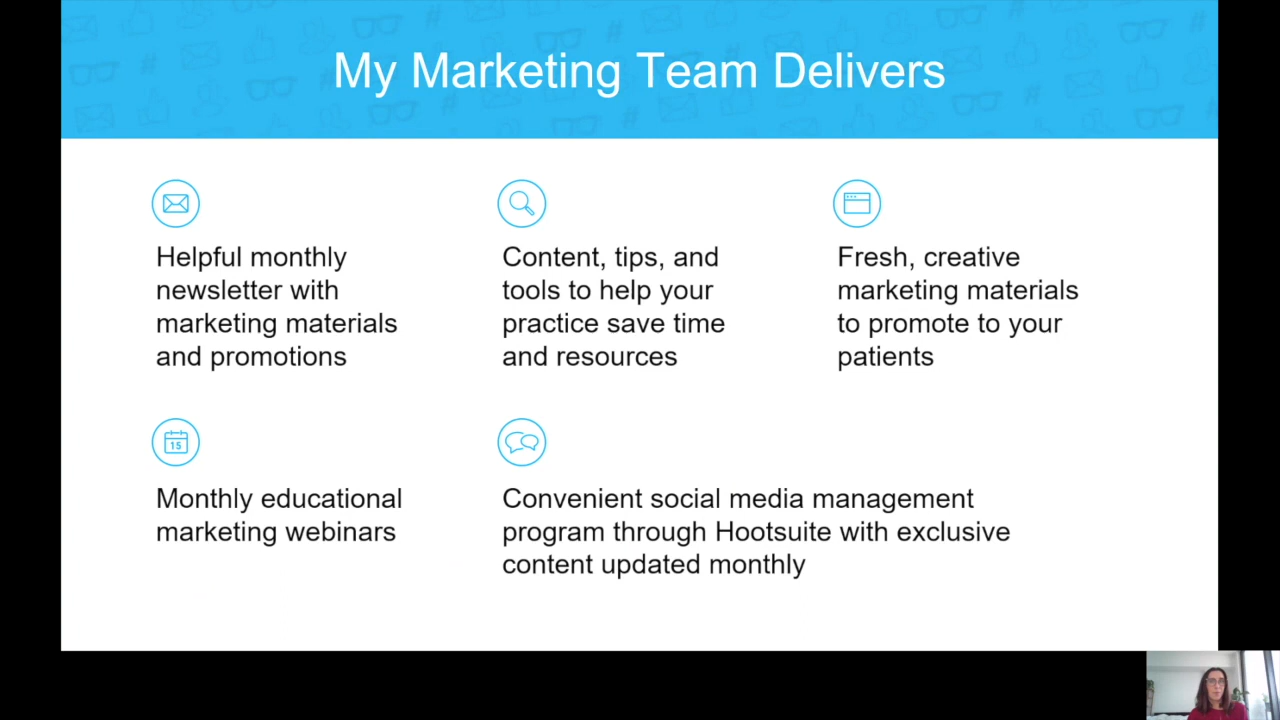 My Marketing Team Delivers
Helpful monthly
newsletter with
marketing materials
and promotions
Content, tips, and
tools to help your
practice save time
and resources
Fresh, creative
marketing materials
to promote to your
patients
15
Monthly educational
marketing webinars
Convenient social media management
program through Hootsuite with exclusive
content updated monthly